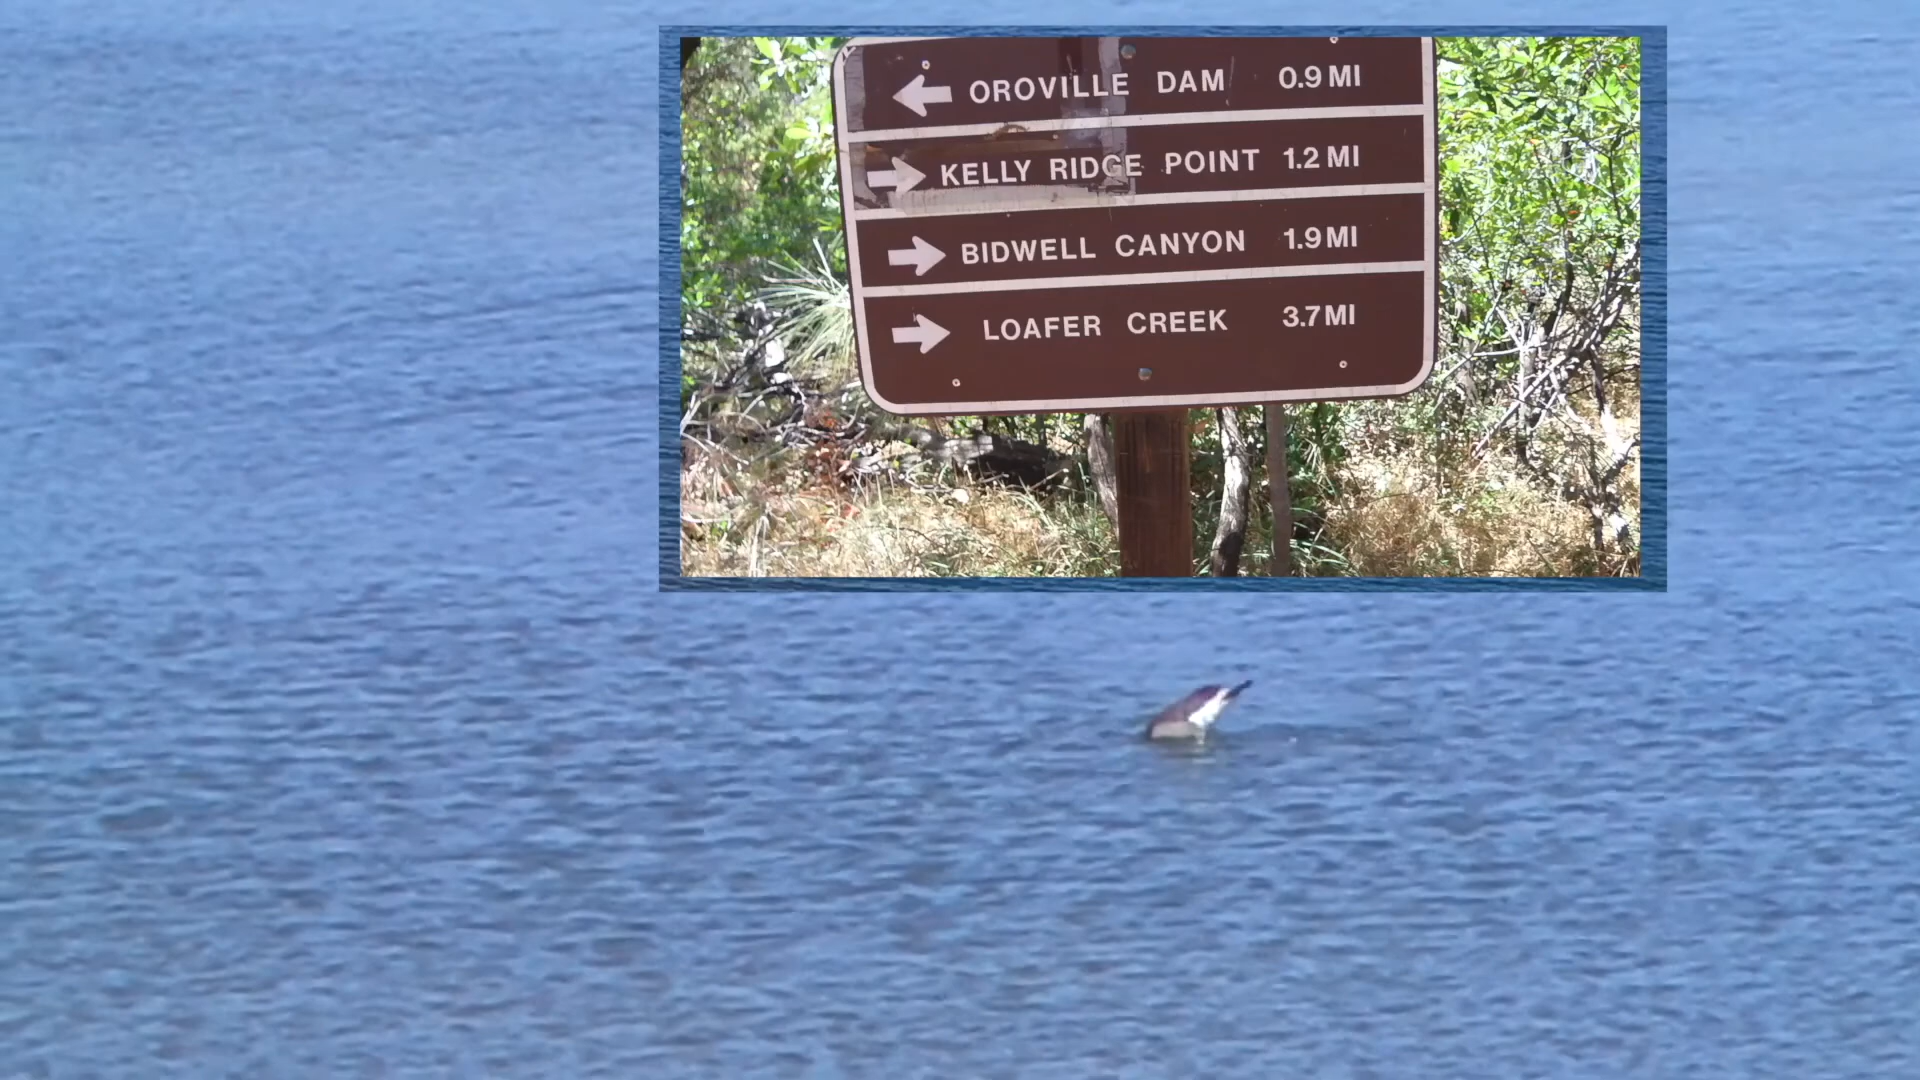 OROVILLE DAM 0.9 MI
KELLY RIDGE POINT 1.2 MI
BIDWELL CANYON 1.9 MI
LOAFER CREEK 3.7 MI